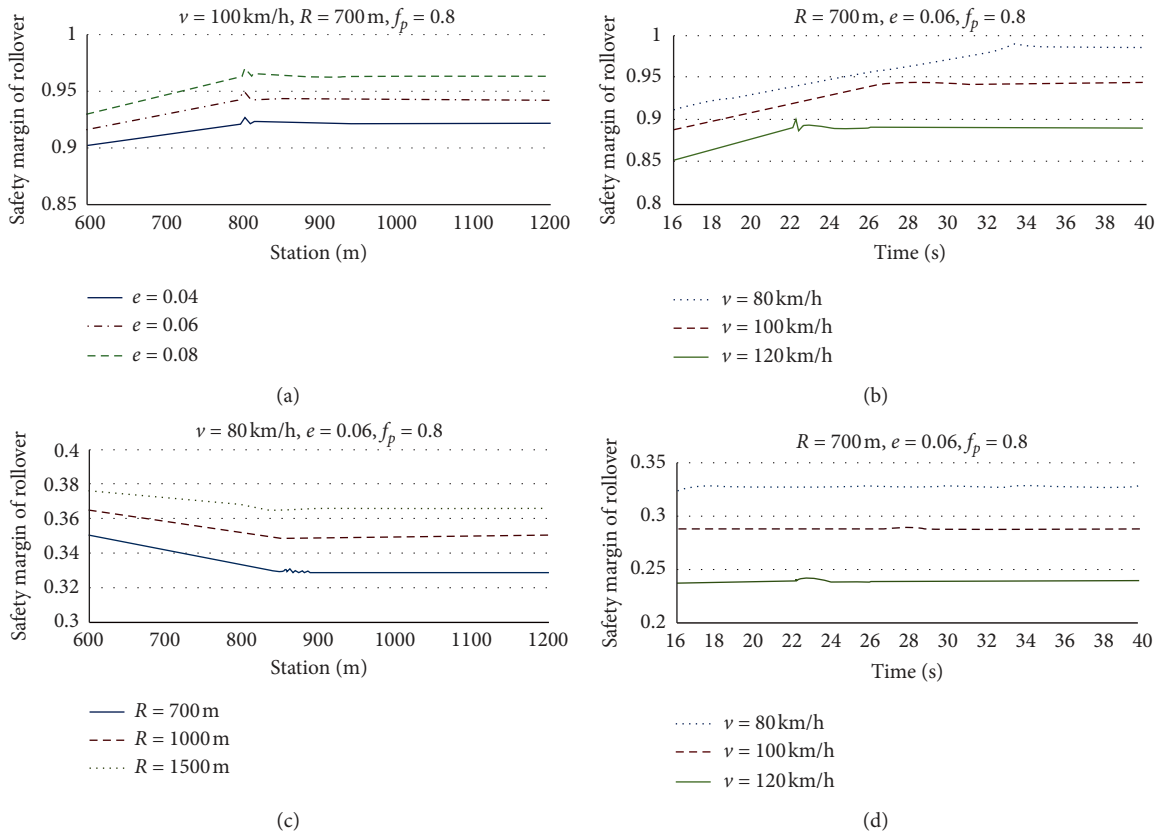 v = 100 km/h, R = 700 m, f_p = 0.8
Safety margin of rollover
1
0.95
0.9
0.85
600 700 800 900 1000 1100 1200
Station (m)
e = 0.04
e = 0.06
e = 0.08
(a)
R = 700 m, e = 0.06, f_p = 0.8
Safety margin of rollover
1
0.95
0.9
0.85
0.8
16 18 20 22 24 26 28 30 32 34 36 38 40
Time (s)
v = 80 km/h
v = 100 km/h
v = 120 km/h
(b)
v = 80 km/h, e = 0.06, f_p = 0.8
Safety margin of rollover
0.4
0.38
0.36
0.34
0.32
0.3
600 700 800 900 1000 1100 1200
Station (m)
R = 700 m
R = 1000 m
R = 1500 m
(c)
R = 700 m, e = 0.06, f_p = 0.8
Safety margin of rollover
0.35
0.3
0.25
0.2
16 18 20 22 24 26 28 30 32 34 36 38 40
Time (s)
v = 80 km/h
v = 100 km/h
v = 120 km/h
(d)